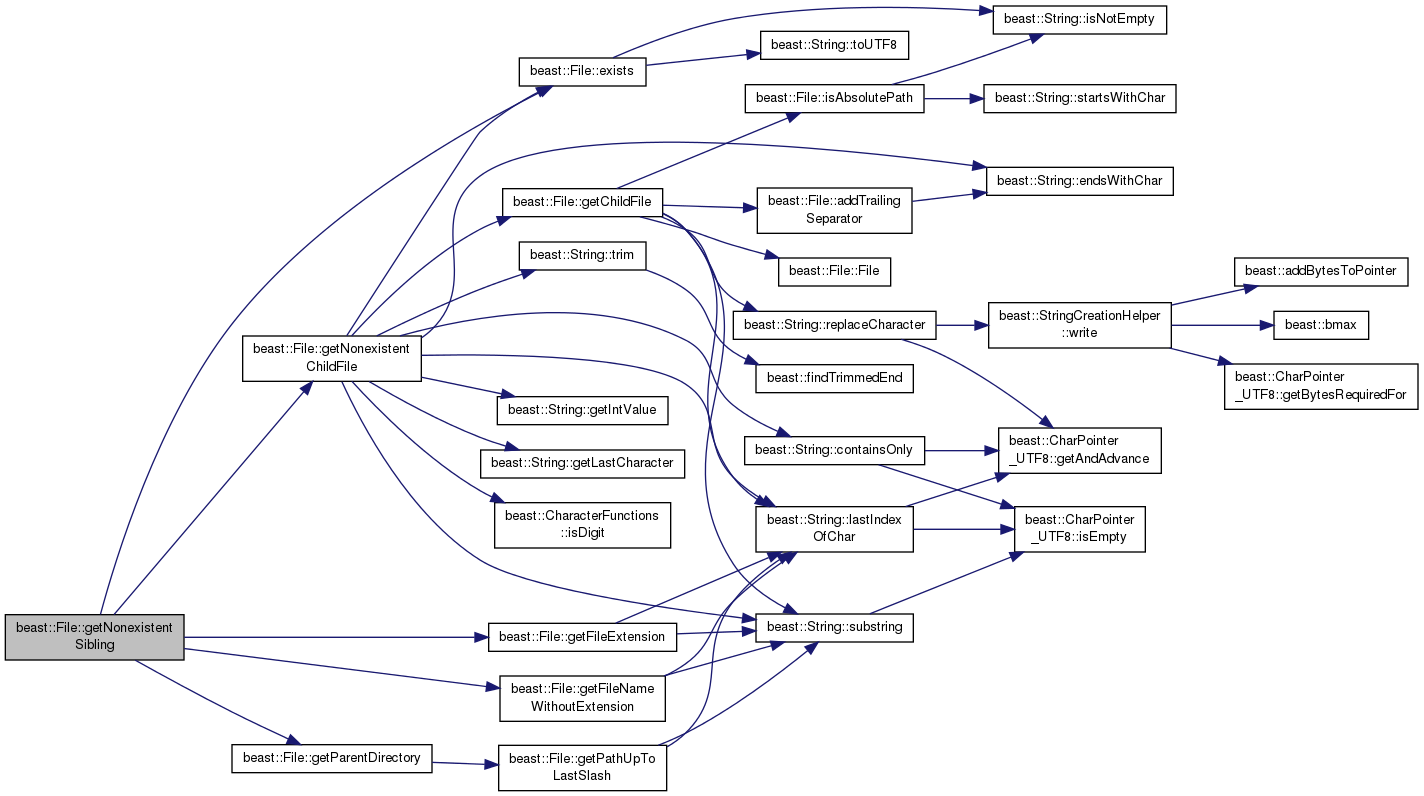 beast::File::getNonexistent
Sibling
beast::File::getNonexistent
ChildFile
beast::File::getParentDirectory
beast::File::exists
beast::File::getChildFile
beast::String::trim
beast::String::getIntValue
beast::String::getLastCharacter
beast::CharacterFunctions
::isDigit
beast::File::getFileExtension
beast::File::getFileName
WithoutExtension
beast::File::getPathUpTo
LastSlash
beast::String::toUTF8
beast::File::isAbsolutePath
beast::File::addTrailing
Separator
beast::File::File
beast::String::replaceCharacter
beast::findTrimmedEnd
beast::String::containsOnly
beast::String::lastIndex
OfChar
beast::String::substring
beast::String::isNotEmpty
beast::String::startsWithChar
beast::String::endsWithChar
beast::StringCreationHelper
::write
beast::CharPointer
_UTF8::getAndAdvance
beast::CharPointer
_UTF8::isEmpty
beast::addBytesToPointer
beast::bmax
beast::CharPointer
_UTF8::getBytesRequiredFor